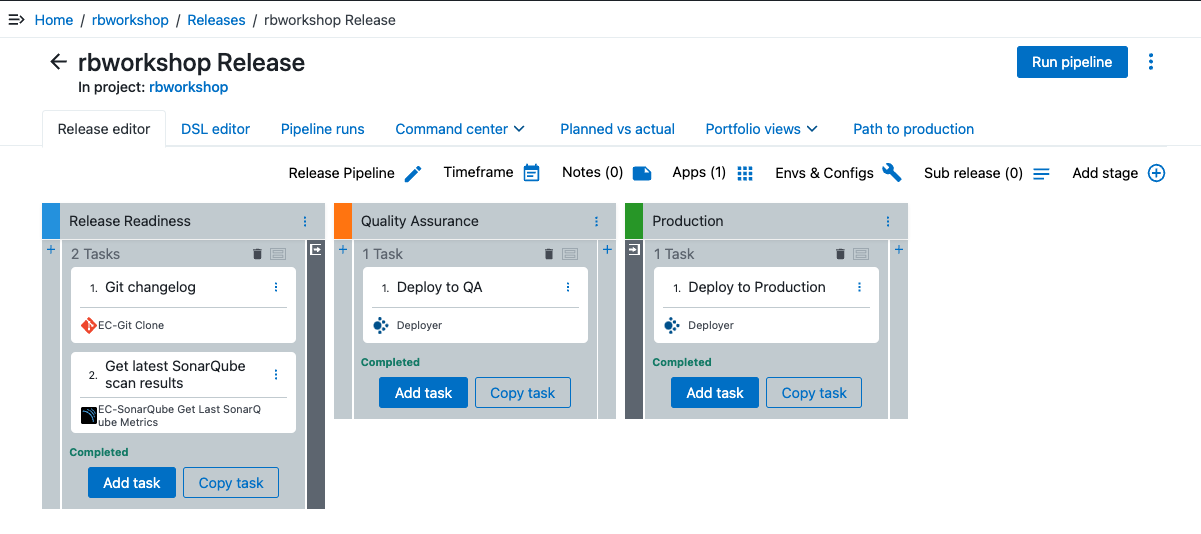 Home / rbworkshop / Releases / rbworkshop Release
rbworkshop Release
Run pipeline
In project: rbworkshop
Release editor DSL editor Pipeline runs Command center Planned vs actual Portfolio views Path to production
Release Pipeline Timeframe Notes (0) Apps (1) Envs & Configs Sub release (0) Add stage
Release Readiness
2 Tasks
1. Git changelog
EC-Git Clone
2. Get latest SonarQube
scan results
EC-SonarQube Get Last SonarQ
ube Metrics
Completed
Add task Copy task
Quality Assurance
1 Task
1. Deploy to QA
Deployer
Completed
Add task Copy task
Production
1 Task
1. Deploy to Production
Deployer
Completed
Add task Copy task